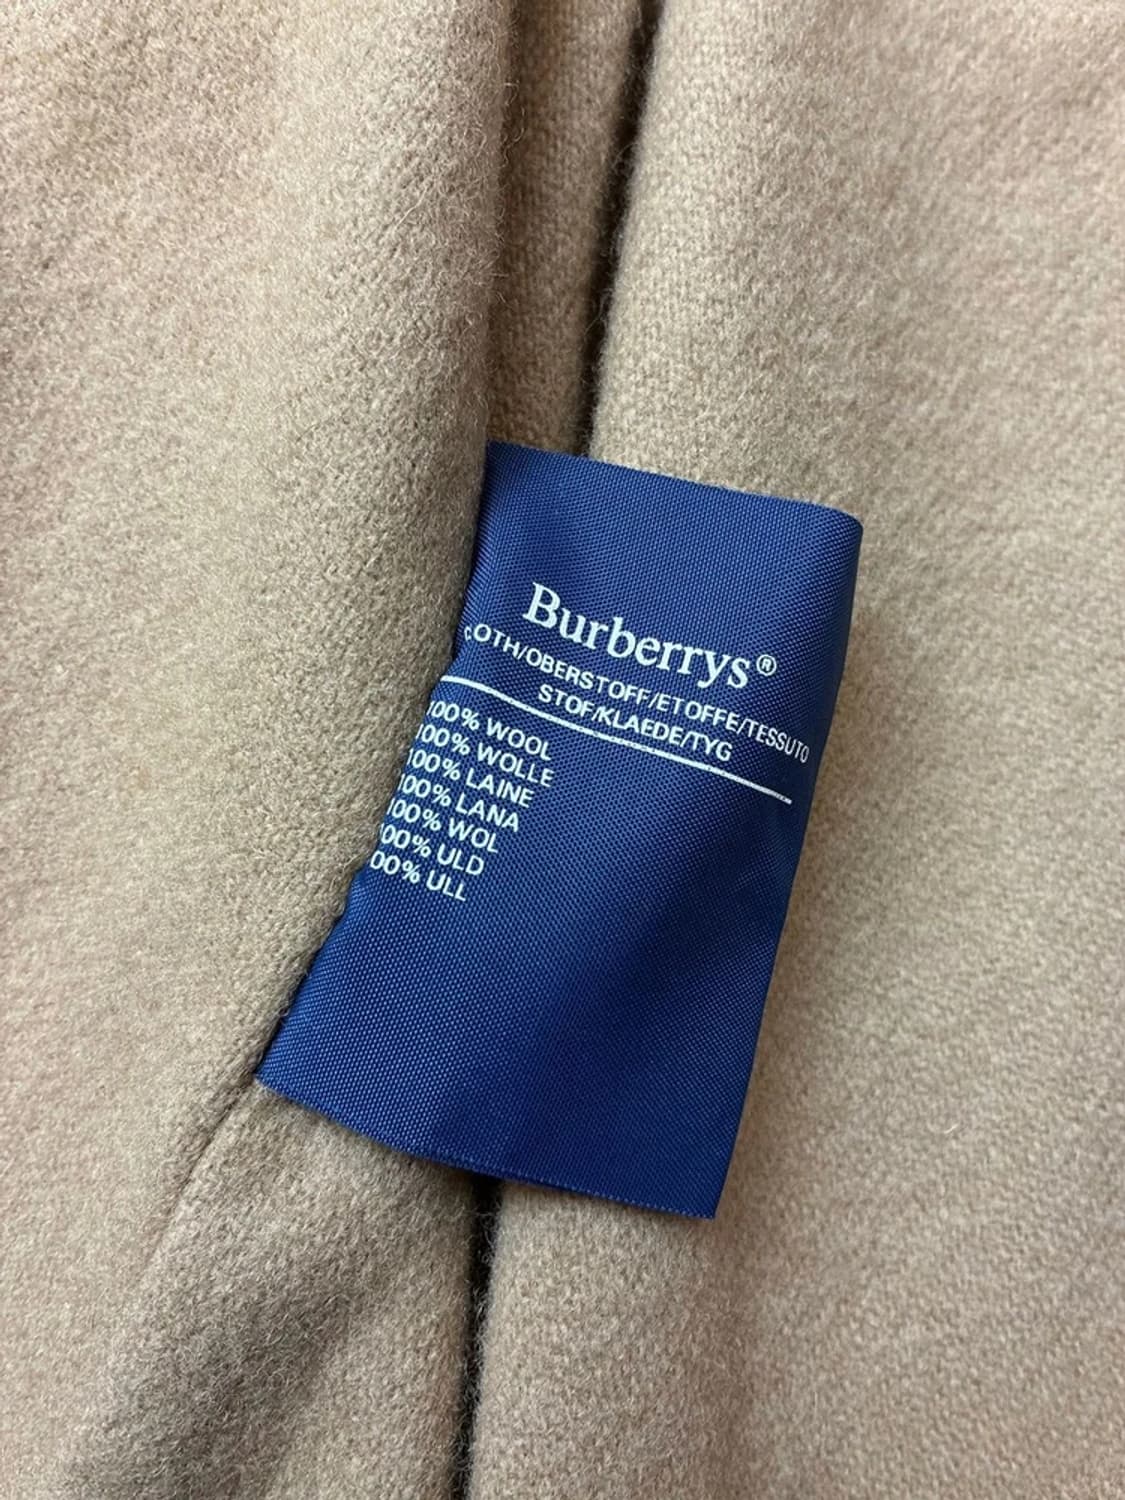 Burberrys®
CLOTH/OBERSTOFF/ETOFFE/TESSUTO
STOF/KLAEDE/TYG
100% WOOL
100% WOLLE
100% LAINE
100% LANA
100% WOL
100% ULD
100% ULL